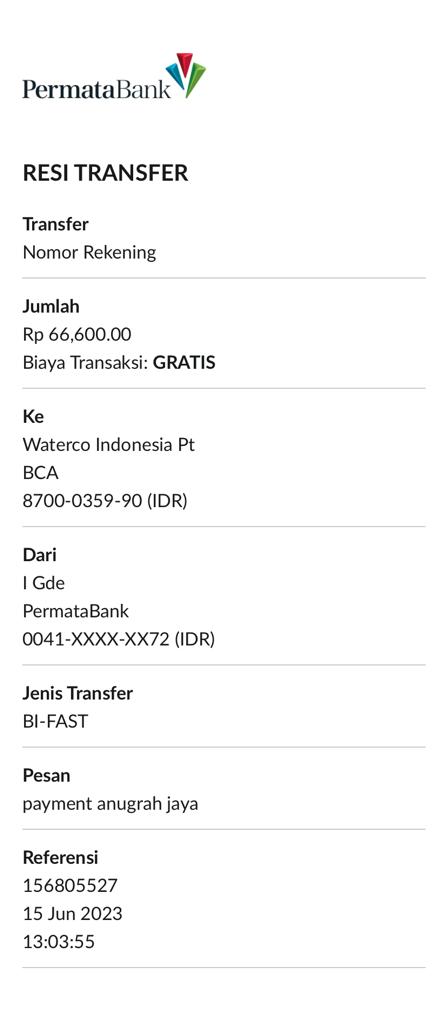 PermataBank
RESI TRANSFER
Transfer
Nomor Rekening
Jumlah
Rp 66,600.00
Biaya Transaksi: GRATIS
Ke
Waterco Indonesia Pt
BCA
8700-0359-90 (IDR)
Dari
I Gde
PermataBank
0041-XXXX-XX72 (IDR)
Jenis Transfer
BI-FAST
Pesan
payment anugrah jaya
Referensi
156805527
15 Jun 2023
13:03:55